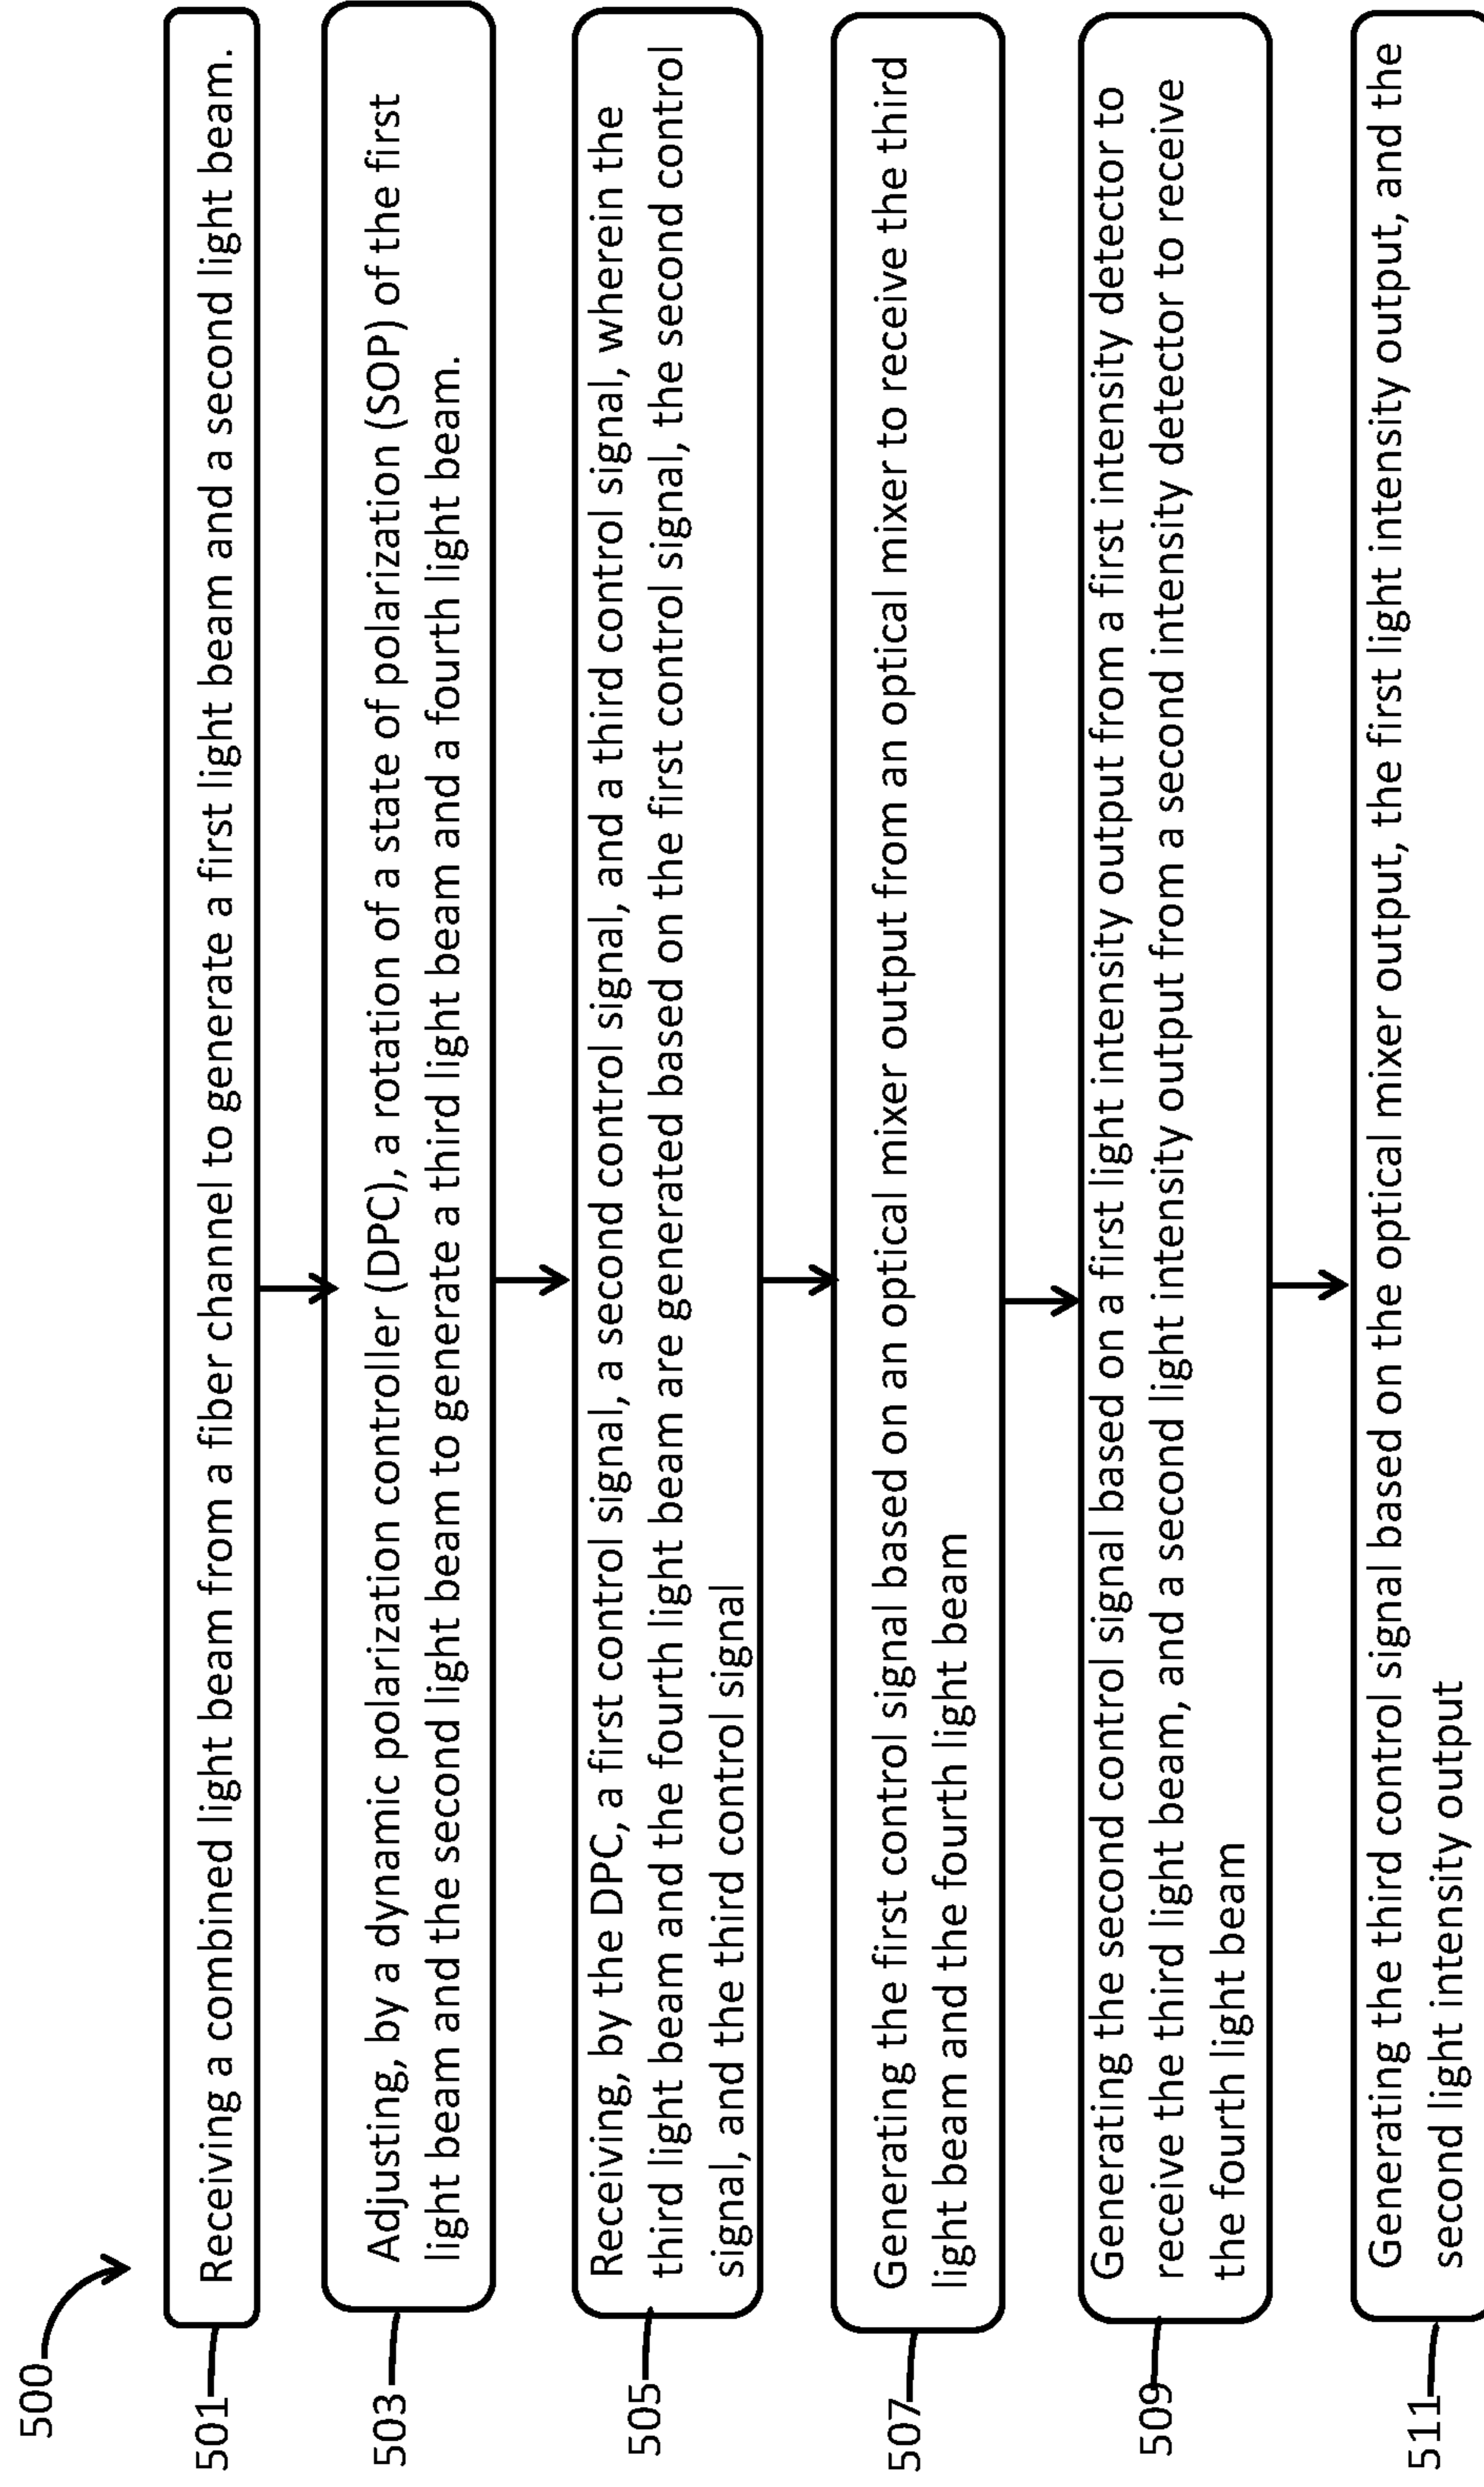 500
501
Receiving a combined light beam from a fiber channel to generate a first light beam and a second light beam.
503
Adjusting, by a dynamic polarization controller (DPC), a rotation of a state of polarization (SOP) of the first
light beam and the second light beam to generate a third light beam and a fourth light beam.
505
Receiving, by the DPC, a first control signal, a second control signal, and a third control signal, wherein the
third light beam and the fourth light beam are generated based on the first control signal, the second control
signal, and the third control signal
507
Generating the first control signal based on an optical mixer output from an optical mixer to receive the third
light beam and the fourth light beam
509
Generating the second control signal based on a first light intensity output from a first intensity detector to
receive the third light beam, and a second light intensity output from a second intensity detector to receive
the fourth light beam
511
Generating the third control signal based on the optical mixer output, the first light intensity output, and the
second light intensity output